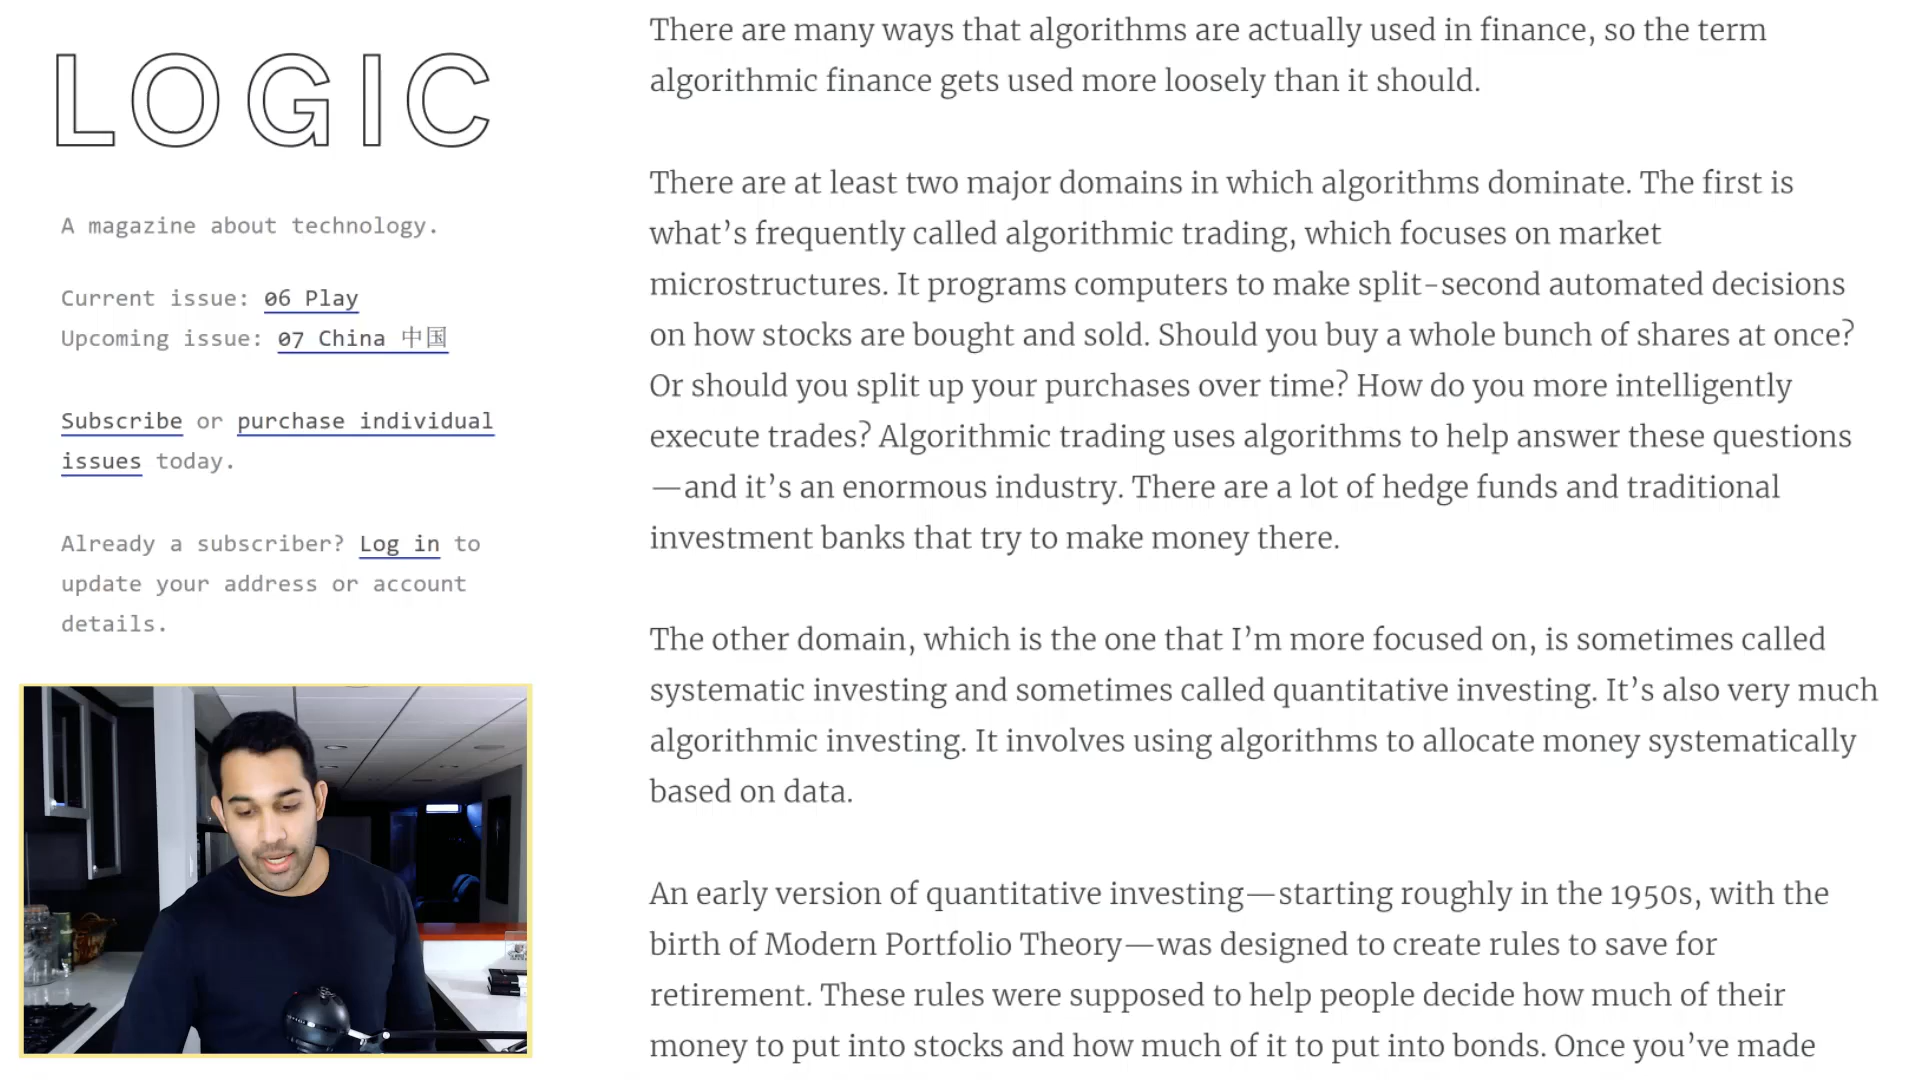 LOGIC
A magazine about technology.
Current issue: 06 Play
Upcoming issue: 07 China 中国
Subscribe or purchase individual
issues today.
Already a subscriber? Log in to
update your address or account
details.
There are many ways that algorithms are actually used in finance, so the term
algorithmic finance gets used more loosely than it should.
There are at least two major domains in which algorithms dominate. The first is
what’s frequently called algorithmic trading, which focuses on market
microstructures. It programs computers to make split-second automated decisions
on how stocks are bought and sold. Should you buy a whole bunch of shares at once?
Or should you split up your purchases over time? How do you more intelligently
execute trades? Algorithmic trading uses algorithms to help answer these questions
—and it’s an enormous industry. There are a lot of hedge funds and traditional
investment banks that try to make money there.
The other domain, which is the one that I’m more focused on, is sometimes called
systematic investing and sometimes called quantitative investing. It’s also very much
algorithmic investing. It involves using algorithms to allocate money systematically
based on data.
An early version of quantitative investing—starting roughly in the 1950s, with the
birth of Modern Portfolio Theory—was designed to create rules to save for
retirement. These rules were supposed to help people decide how much of their
money to put into stocks and how much of it to put into bonds. Once you’ve made